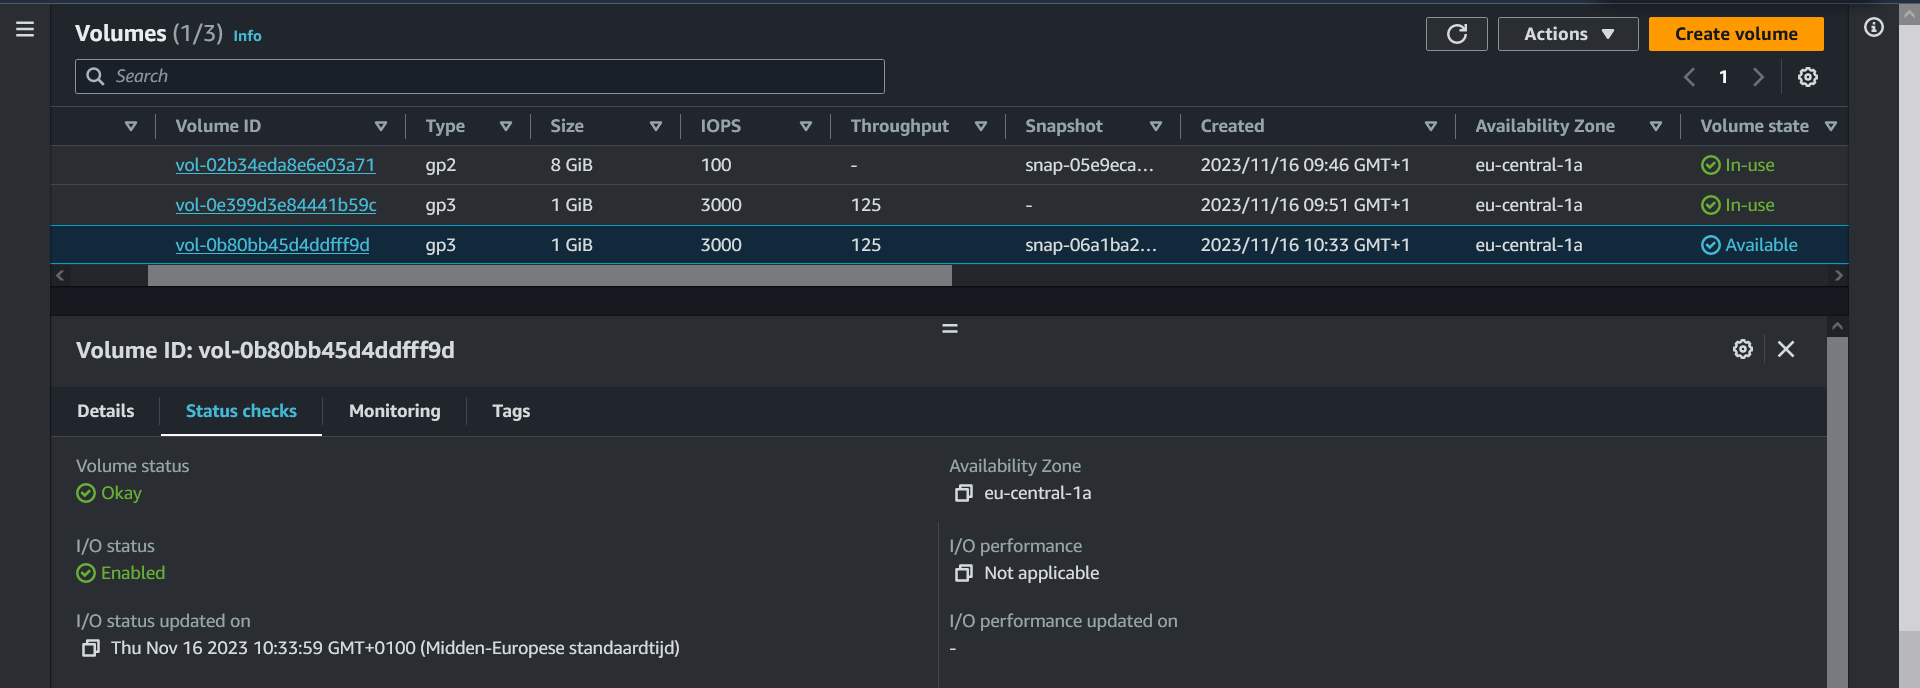 Volumes (1/3) Info
Actions
Create volume
Search
1
Volume ID Type Size IOPS Throughput Snapshot Created Availability Zone Volume state
vol-02b34eda8e6e03a71 gp2 8 GiB 100 - snap-05e9eca... 2023/11/16 09:46 GMT+1 eu-central-1a In-use
vol-0e399d3e84441b59c gp3 1 GiB 3000 125 - 2023/11/16 09:51 GMT+1 eu-central-1a In-use
vol-0b80bb45d4ddfff9d gp3 1 GiB 3000 125 snap-06a1ba2... 2023/11/16 10:33 GMT+1 eu-central-1a Available
Volume ID: vol-0b80bb45d4ddfff9d
Details Status checks Monitoring Tags
Volume status
Okay
Availability Zone
eu-central-1a
I/O status
Enabled
I/O performance
Not applicable
I/O status updated on
Thu Nov 16 2023 10:33:59 GMT+0100 (Midden-Europese standaardtijd)
I/O performance updated on
-